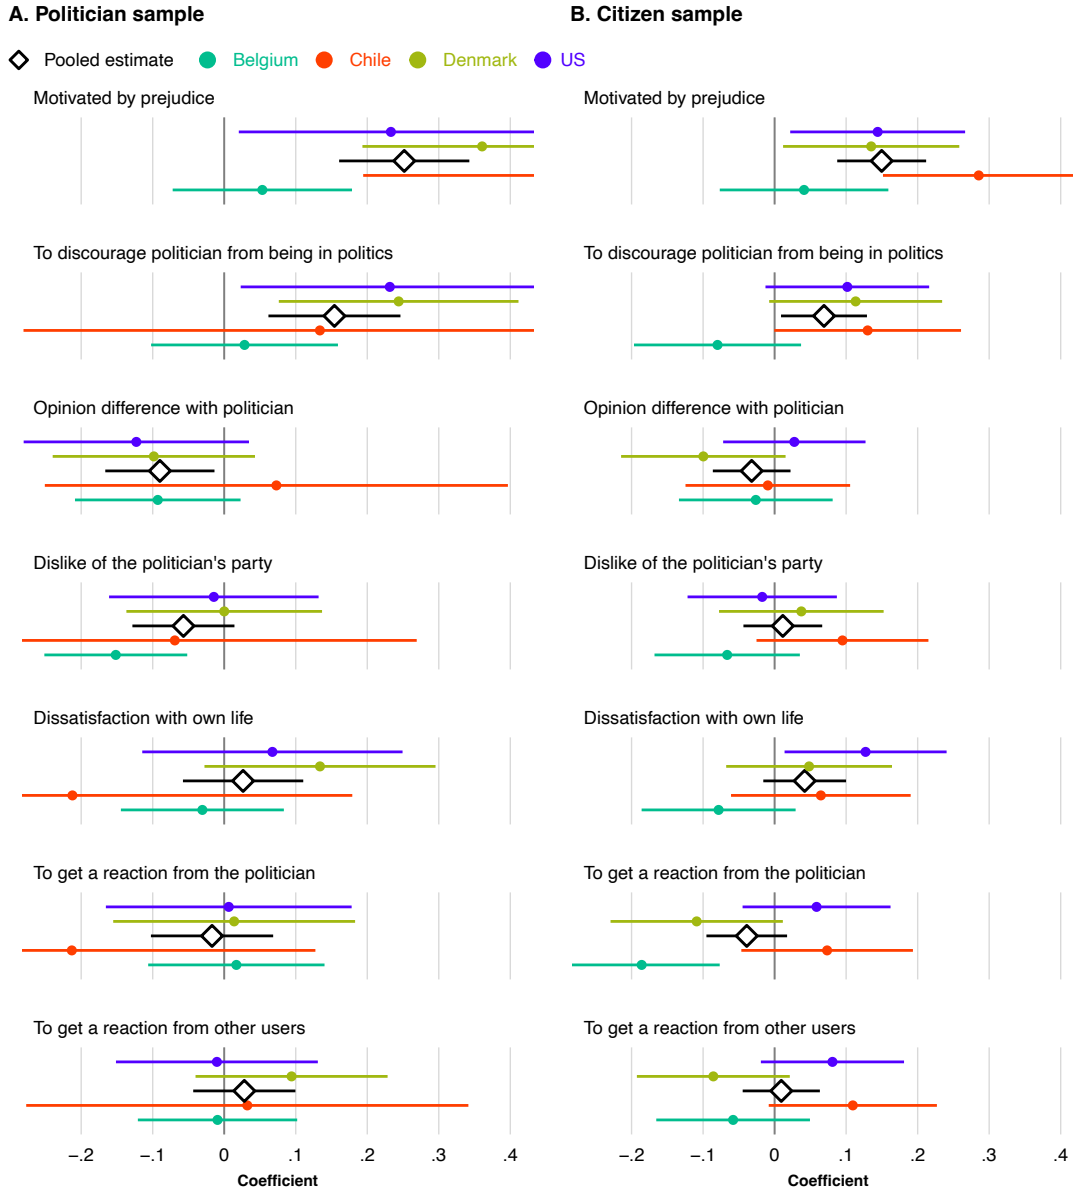 A. Politician sample
B. Citizen sample
Pooled estimate Belgium Chile Denmark US
Motivated by prejudice
Motivated by prejudice
To discourage politician from being in politics
To discourage politician from being in politics
Opinion difference with politician
Opinion difference with politician
Dislike of the politician's party
Dislike of the politician's party
Dissatisfaction with own life
Dissatisfaction with own life
To get a reaction from the politician
To get a reaction from the politician
To get a reaction from other users
To get a reaction from other users
–.2 –.1 0 .1 .2 .3 .4
–.2 –.1 0 .1 .2 .3 .4
Coefficient
Coefficient